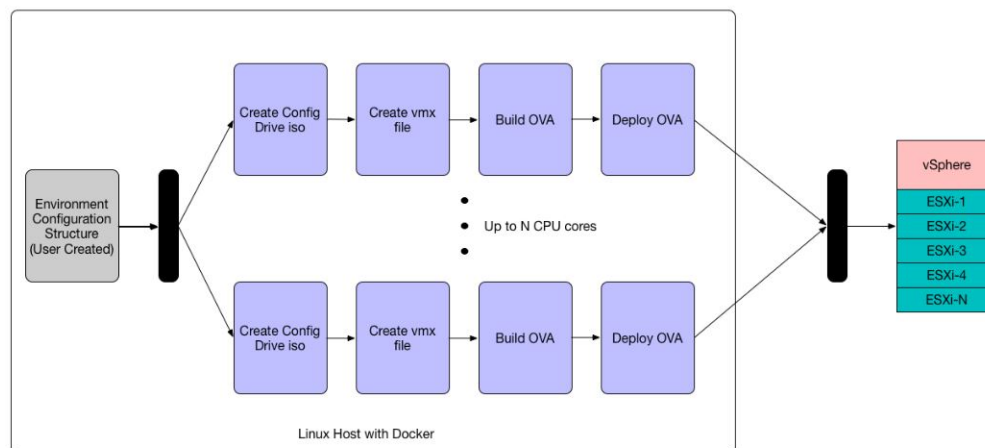 Create Config
Drive iso
Create vmx
file
Build OVA
Deploy OVA
Environment
Configuration
Structure
(User Created)
Up to N CPU cores
vSphere
ESXi-1
ESXi-2
ESXi-3
ESXi-4
ESXi-N
Create Config
Drive iso
Create vmx
file
Build OVA
Deploy OVA
Linux Host with Docker